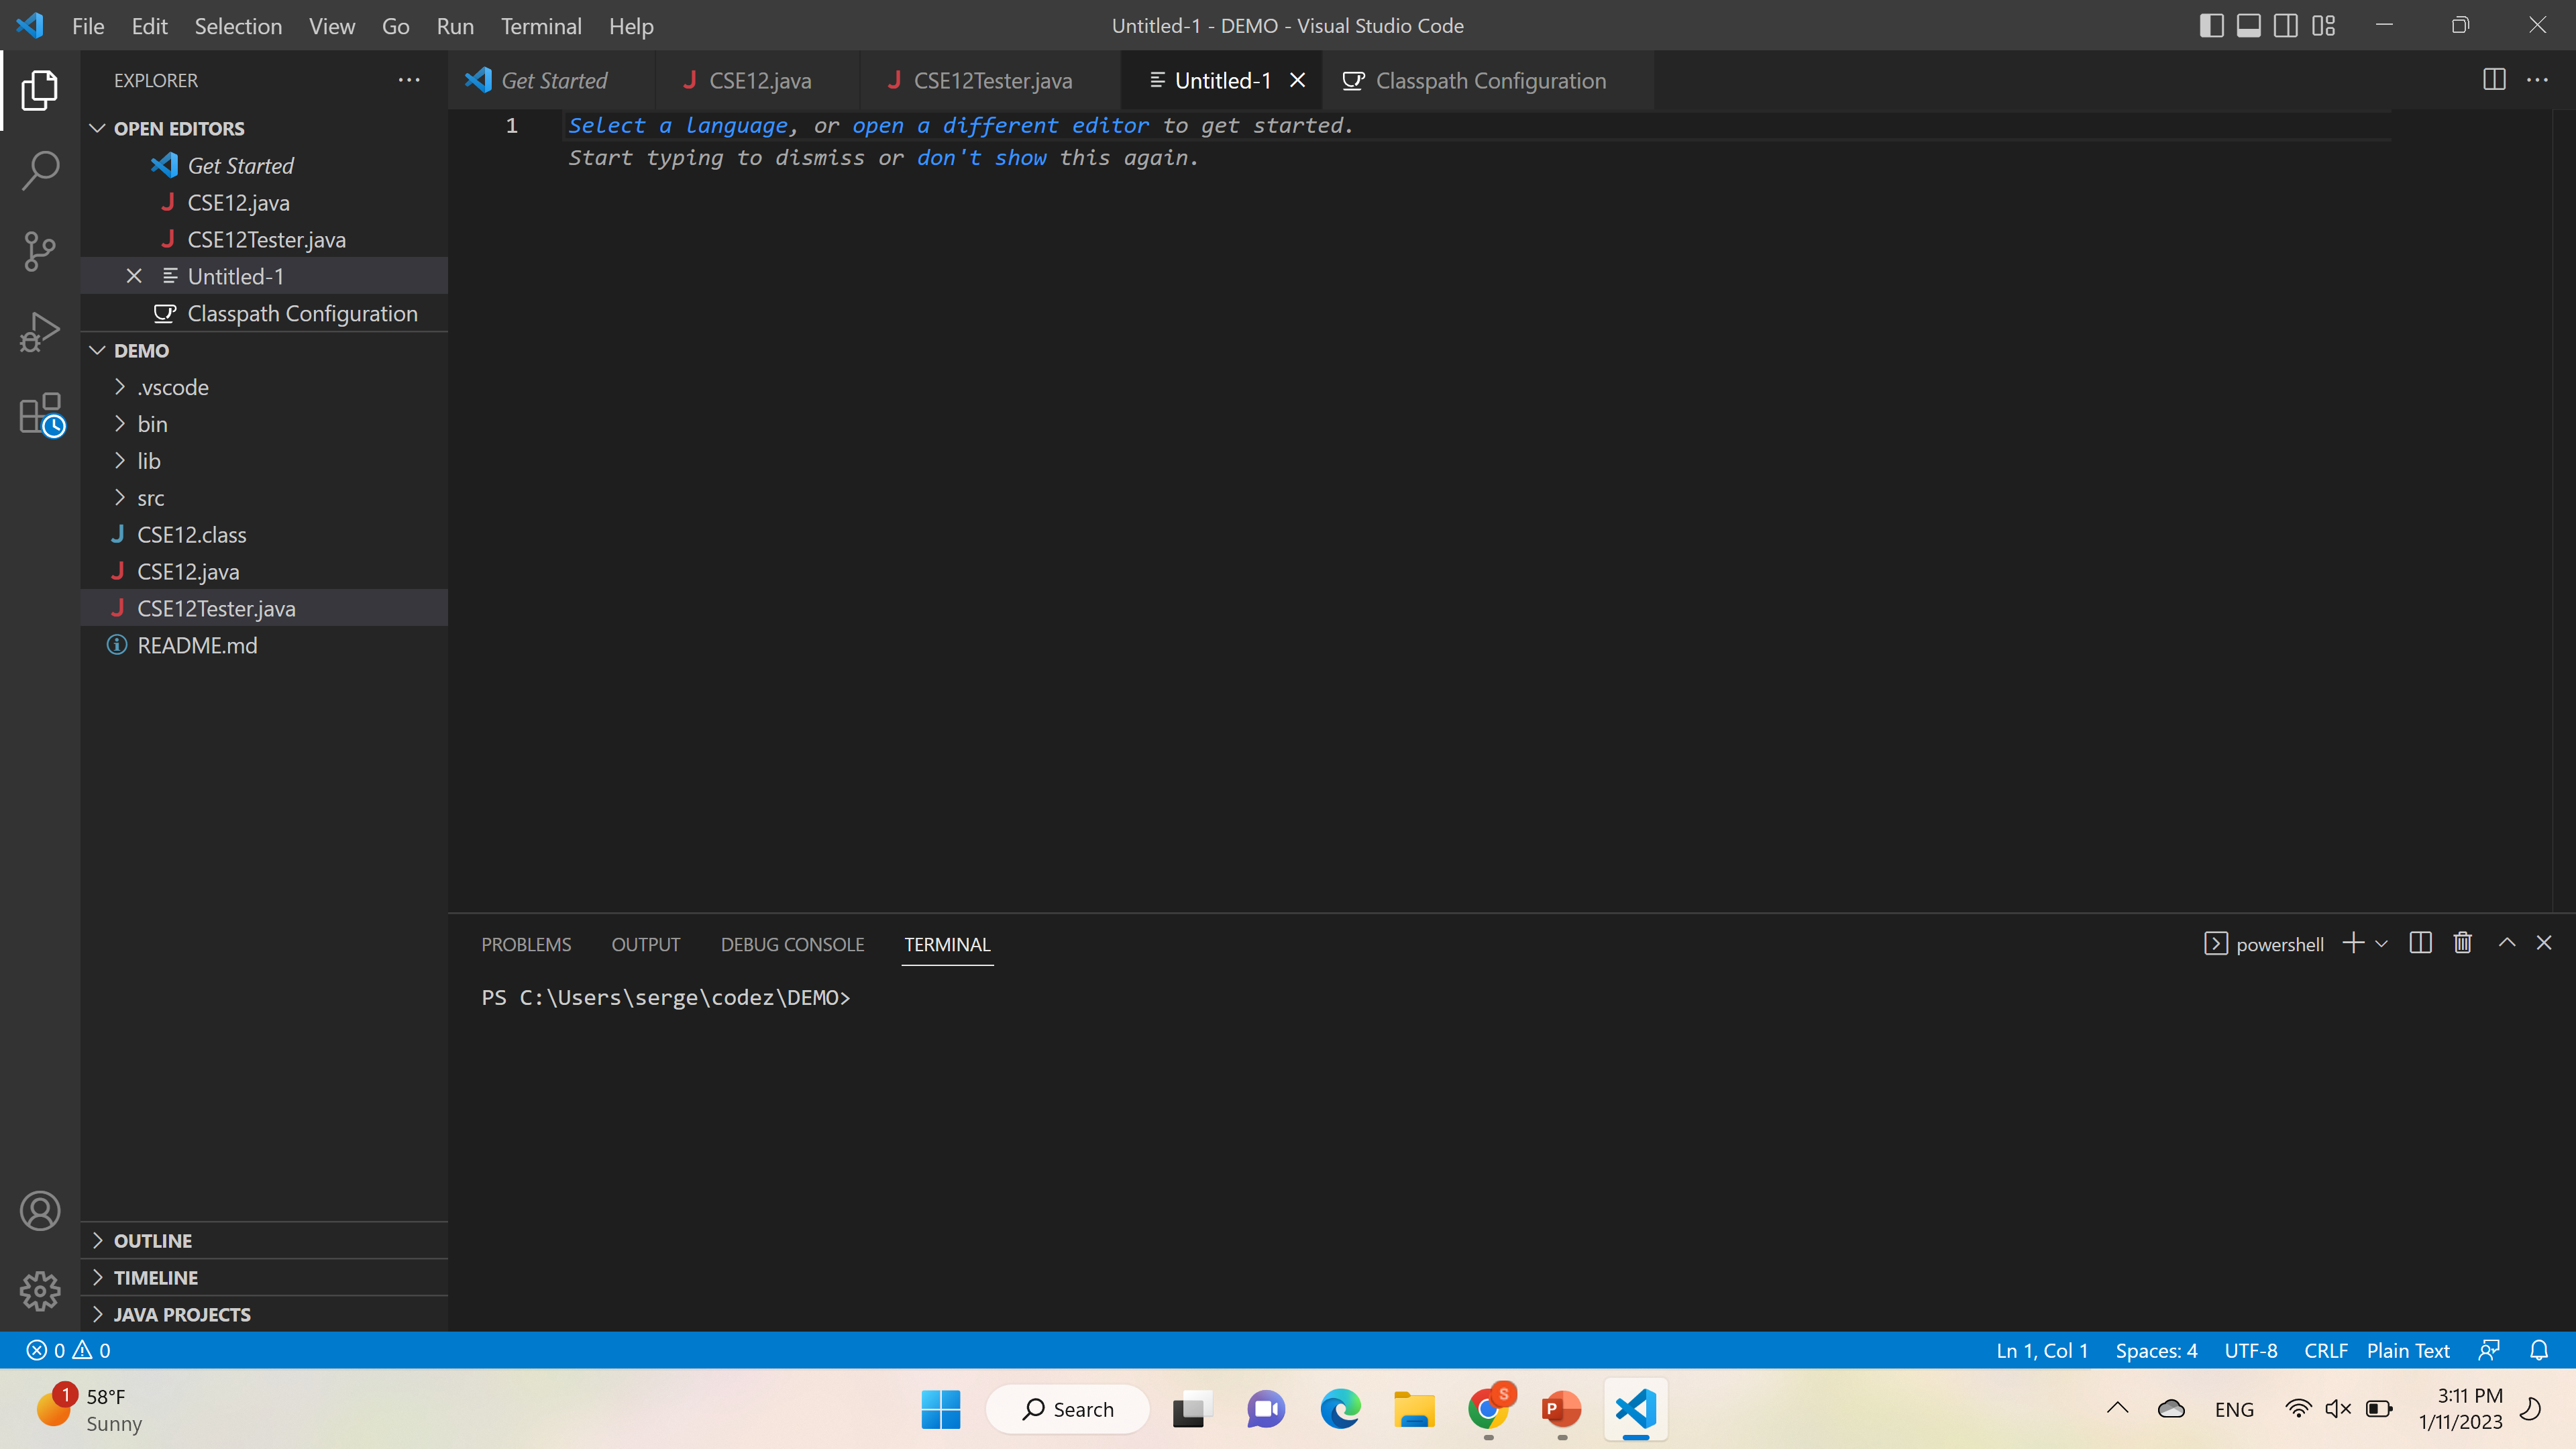 File Edit Selection View Go Run Terminal Help
Untitled-1 - DEMO - Visual Studio Code
EXPLORER
OPEN EDITORS
Get Started
CSE12.java
CSE12Tester.java
Untitled-1
Classpath Configuration
DEMO
.vscode
bin
lib
src
CSE12.class
CSE12.java
CSE12Tester.java
README.md
OUTLINE
TIMELINE
JAVA PROJECTS
Get Started CSE12.java CSE12Tester.java Untitled-1 Classpath Configuration
1 Select a language, or open a different editor to get started.
Start typing to dismiss or don't show this again.
PROBLEMS OUTPUT DEBUG CONSOLE TERMINAL
powershell
PS C:\Users\serge\codez\DEMO>
0 0
Ln 1, Col 1 Spaces: 4 UTF-8 CRLF Plain Text
1
58°F
Sunny
Search
S
P
ENG
3:11 PM
1/11/2023